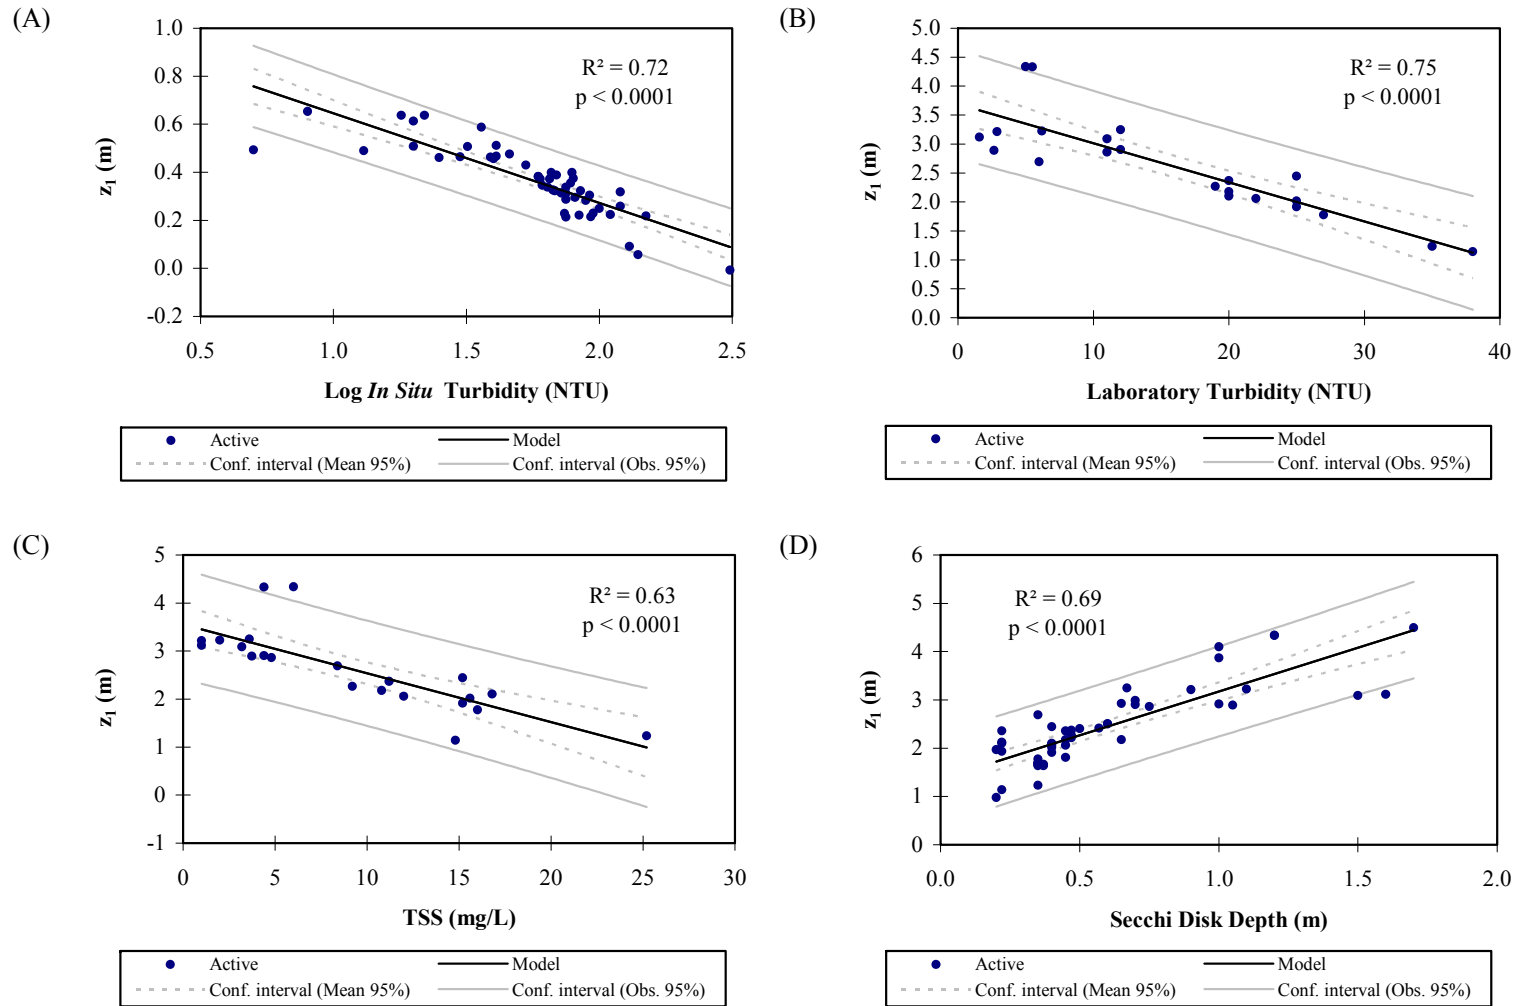 (A)
1.0
0.8
0.6
0.4
0.2
0.0
-0.2
z1 (m)
R² = 0.72
p < 0.0001
0.5 1.0 1.5 2.0 2.5
Log In Situ Turbidity (NTU)
Active Model
Conf. interval (Mean 95%) Conf. interval (Obs. 95%)
(B)
5.0
4.5
4.0
3.5
3.0
2.5
2.0
1.5
1.0
0.5
0.0
z1 (m)
R² = 0.75
p < 0.0001
0 10 20 30 40
Laboratory Turbidity (NTU)
Active Model
Conf. interval (Mean 95%) Conf. interval (Obs. 95%)
(C)
5
4
3
2
1
0
-1
z1 (m)
R² = 0.63
p < 0.0001
0 5 10 15 20 25 30
TSS (mg/L)
Active Model
Conf. interval (Mean 95%) Conf. interval (Obs. 95%)
(D)
6
5
4
3
2
1
0
z1 (m)
R² = 0.69
p < 0.0001
0.0 0.5 1.0 1.5 2.0
Secchi Disk Depth (m)
Active Model
Conf. interval (Mean 95%) Conf. interval (Obs. 95%)